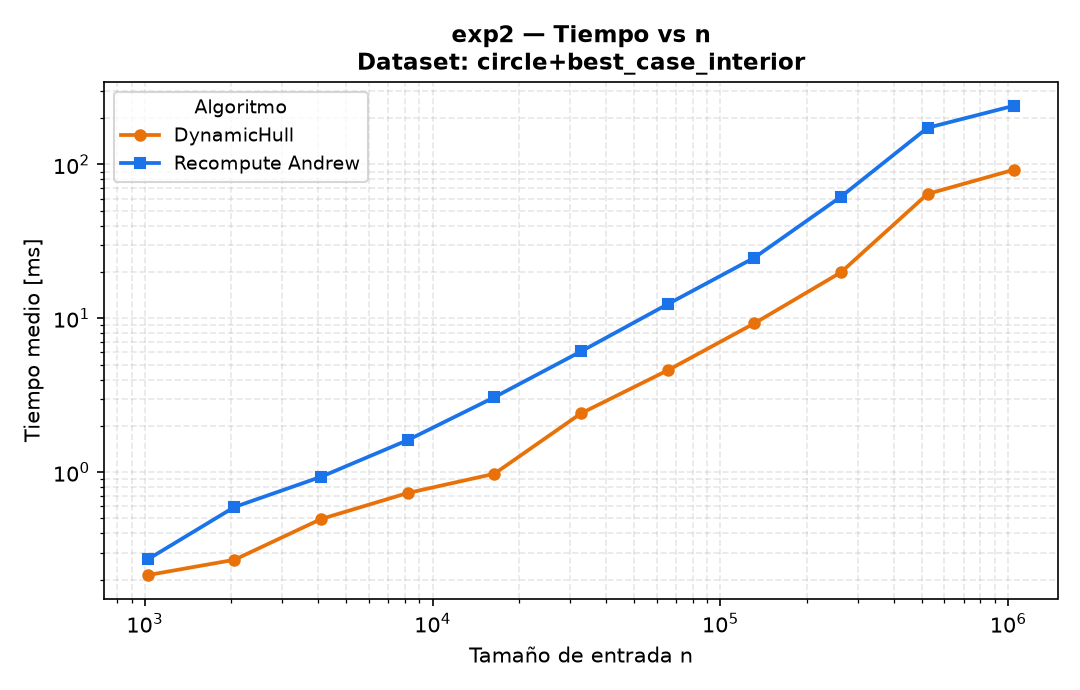 exp2 — Tiempo vs n
Dataset: circle+best_case_interior
Algoritmo
DynamicHull
Recompute Andrew
Tiempo medio [ms]
10²
10¹
10⁰
10³
10⁴
10⁵
10⁶
Tamaño de entrada n